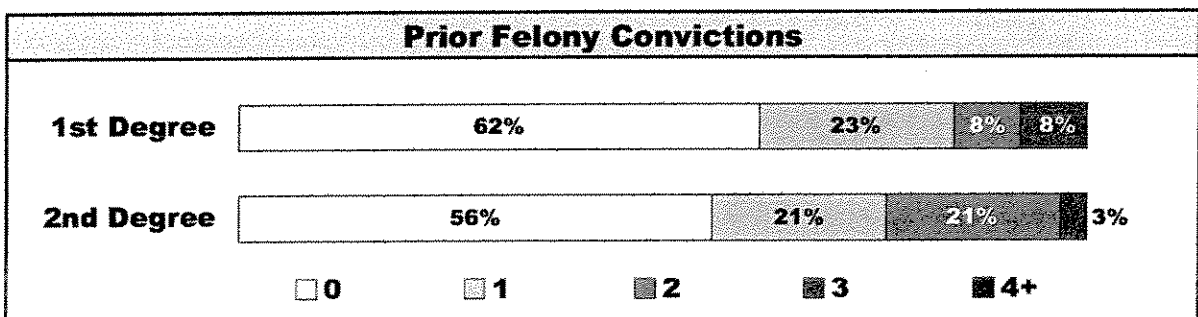 Prior Felony Convictions
1st Degree 62% 23% 8% 8%
2nd Degree 56% 21% 21% 3%
0 1 2 3 4+